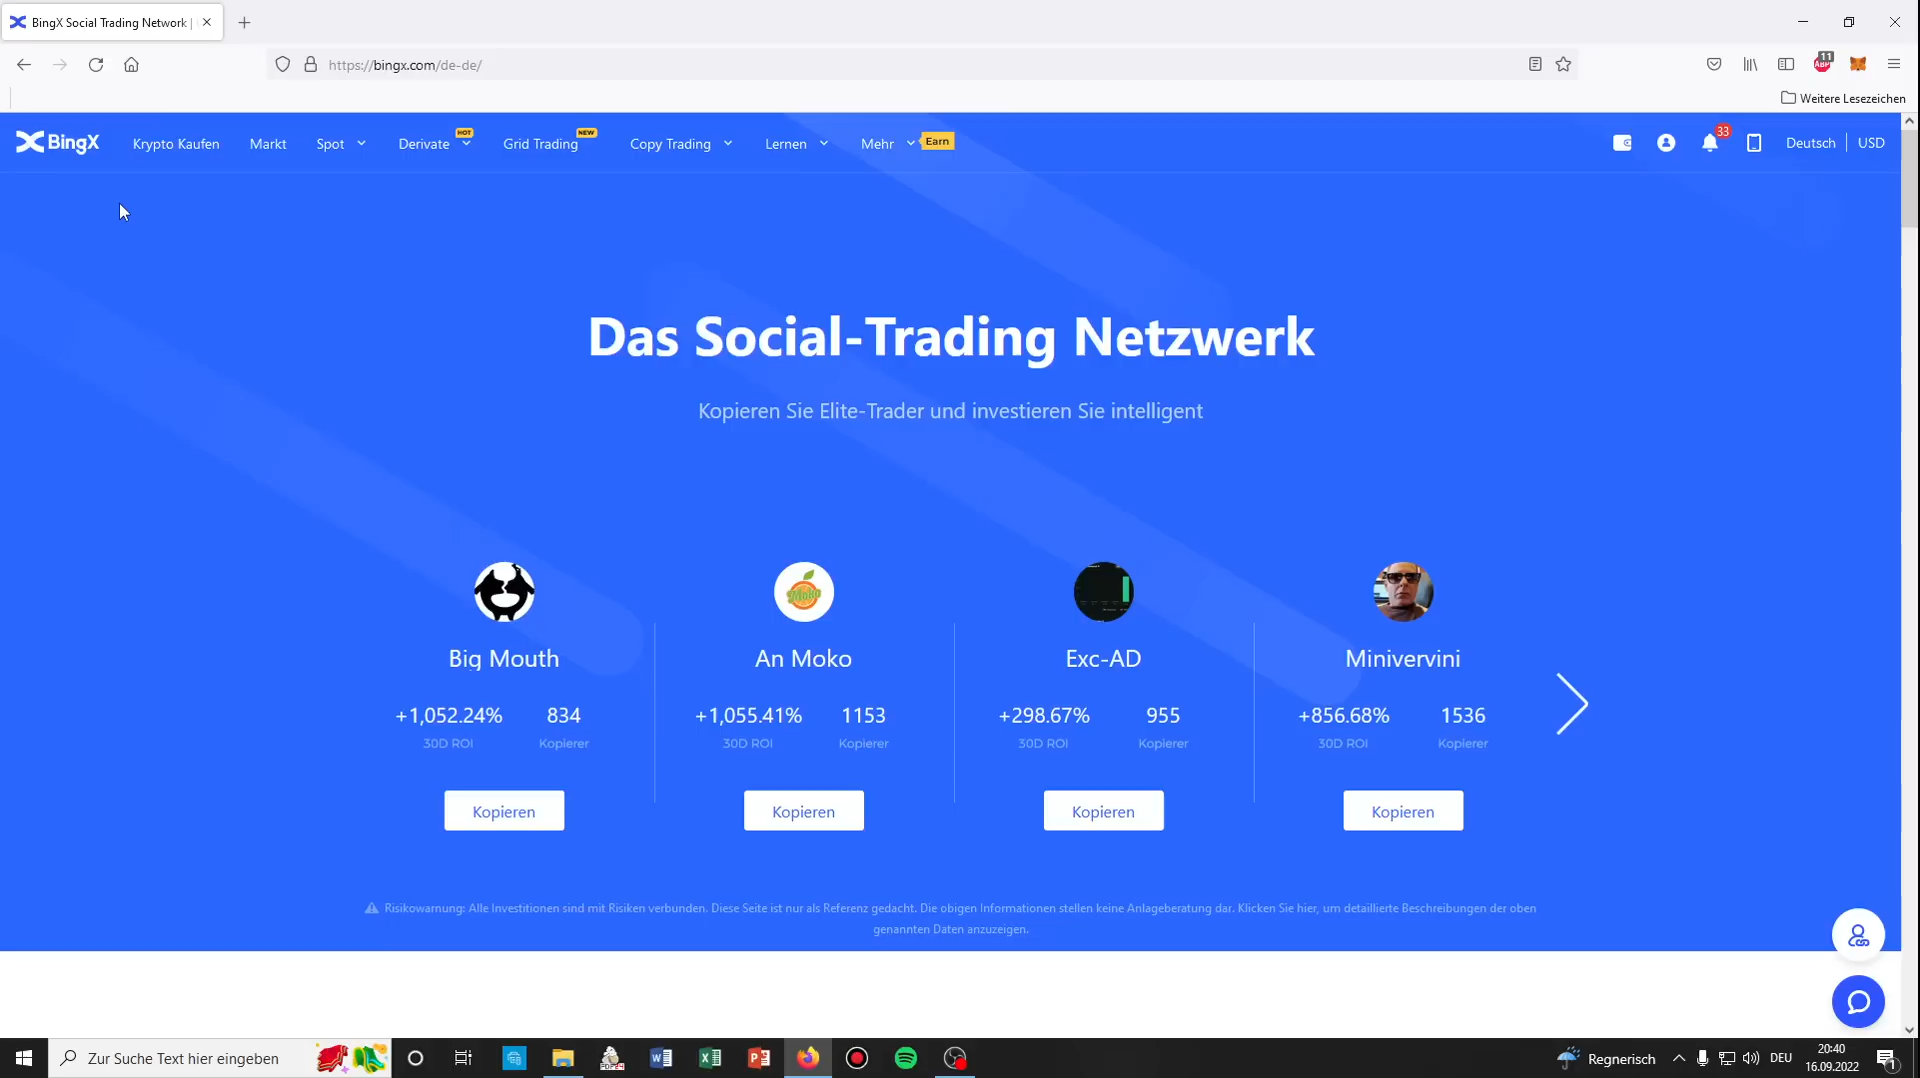 BingX Social Trading Network |
https://bingx.com/de-de/
11
ABP
Weitere Lesezeichen
BingX
Krypto Kaufen
Markt
Spot
Derivate
HOT
Grid Trading
NEW
Copy Trading
Lernen
Mehr
Earn
33
Deutsch
USD
Das Social-Trading Netzwerk
Kopieren Sie Elite-Trader und investieren Sie intelligent
Moko
Big Mouth
An Moko
Exc-AD
Minivervini
+1,052.24% 834
+1,055.41% 1153
+298.67% 955
+856.68% 1536
30D ROI Kopierer
30D ROI Kopierer
30D ROI Kopierer
30D ROI Kopierer
Kopieren
Kopieren
Kopieren
Kopieren
Risikowarnung: Alle Investitionen sind mit Risiken verbunden. Diese Seite ist nur als Referenz gedacht. Die obigen Informationen stellen keine Anlageberatung dar. Klicken Sie hier, um detaillierte Beschreibungen der oben
genannten Daten anzuzeigen.
Zur Suche Text hier eingeben
PDF24
Regnerisch
DEU
20:40
16.09.2022
1